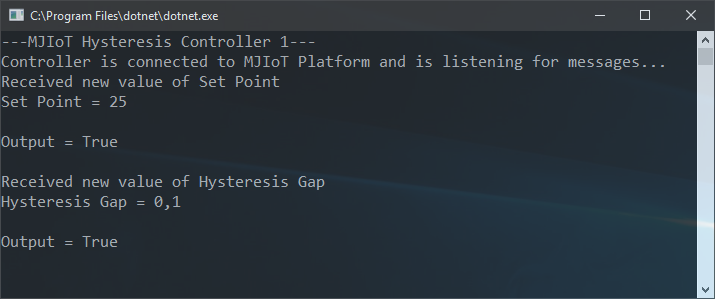 C:\Program Files\dotnet\dotnet.exe
---MJIoT Hysteresis Controller 1---
Controller is connected to MJIoT Platform and is listening for messages...
Received new value of Set Point
Set Point = 25
Output = True
Received new value of Hysteresis Gap
Hysteresis Gap = 0,1
Output = True